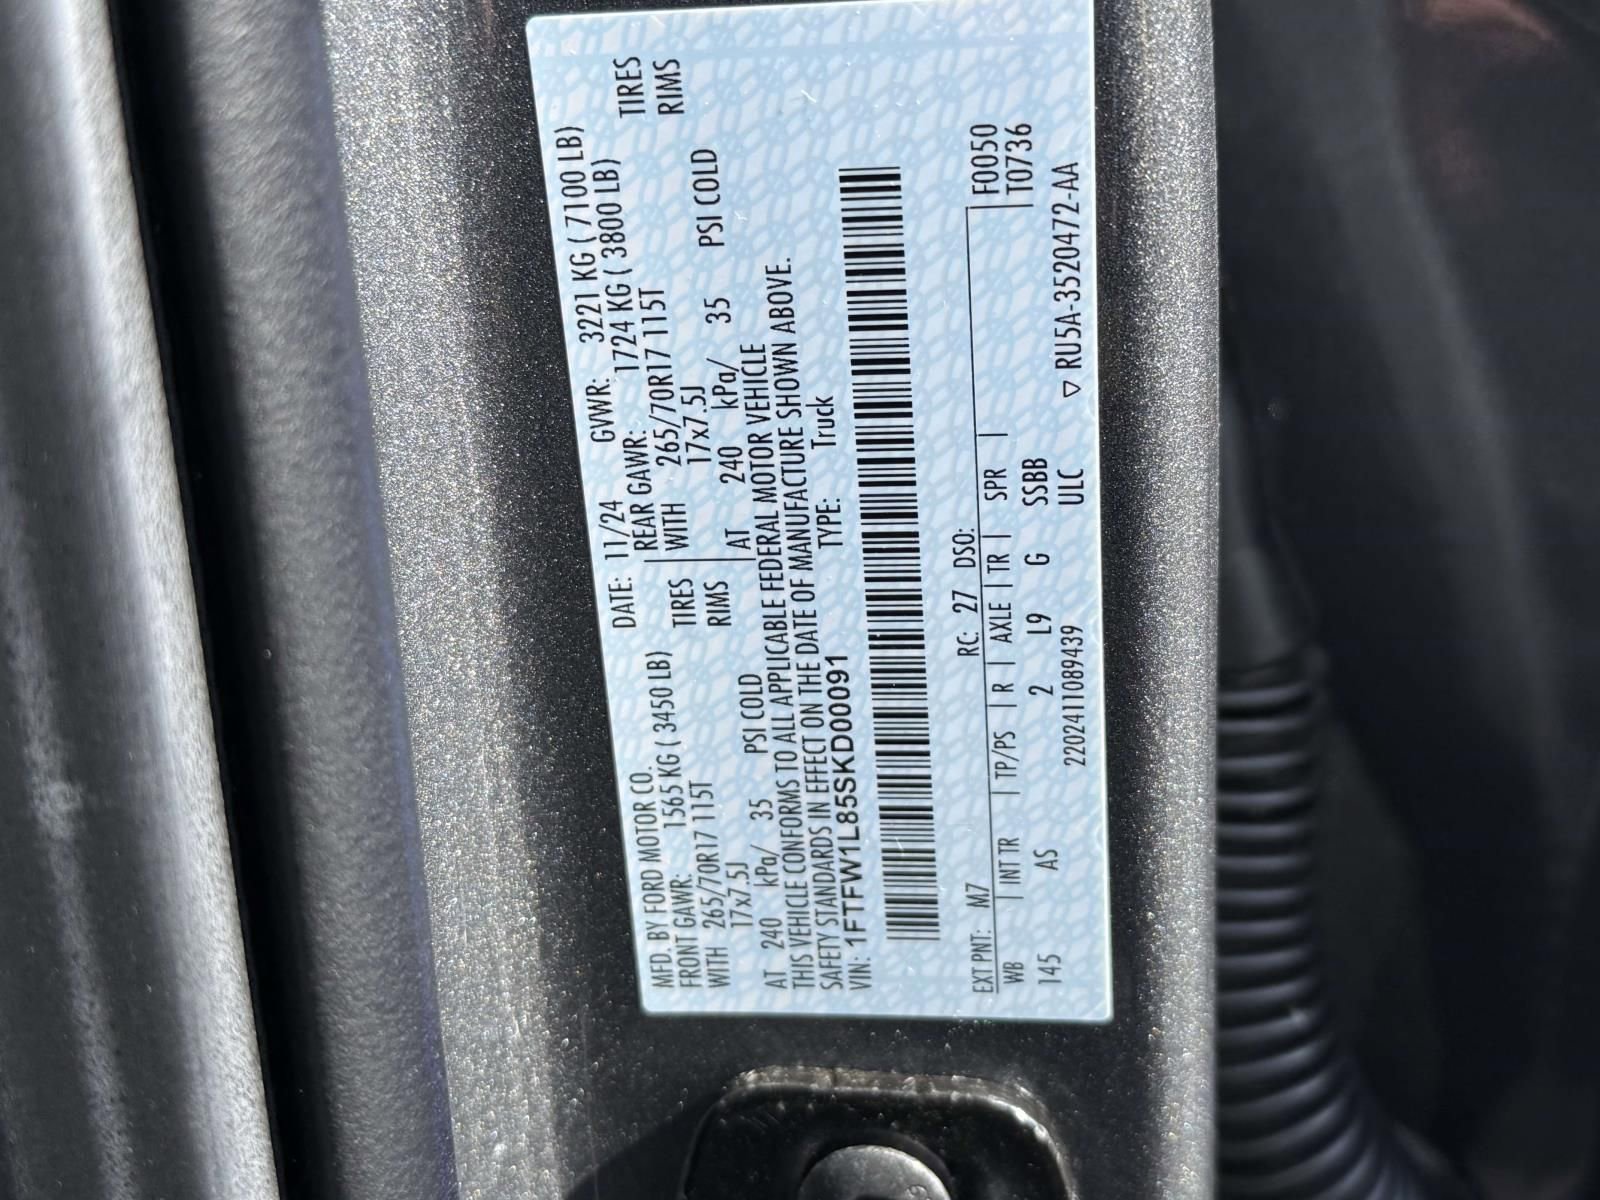 MFD. BY FORD MOTOR CO.
DATE: 11/24 GVWR: 3221 KG ( 7100 LB)
FRONT GAWR: 1565 KG ( 3450 LB) REAR GAWR: 1724 KG ( 3800 LB)
WITH 265/70R17 115T TIRES WITH 265/70R17 115T TIRES
17x7.5J RIMS 17x7.5J RIMS
AT 240 kPa/ 35 PSI COLD AT 240 kPa/ 35 PSI COLD
THIS VEHICLE CONFORMS TO ALL APPLICABLE FEDERAL MOTOR VEHICLE
SAFETY STANDARDS IN EFFECT ON THE DATE OF MANUFACTURE SHOWN ABOVE.
VIN: 1FTFW1L85SKD00091 TYPE: Truck
F0050
EXT PNT: M7 RC: 27 DSO: T0736
WB | INT TR | TP/PS | R | AXLE | TR | SPR |
145 AS 2 L9 G SSBB
2202411089439 ULC ▽ RU5A-3520472-AA